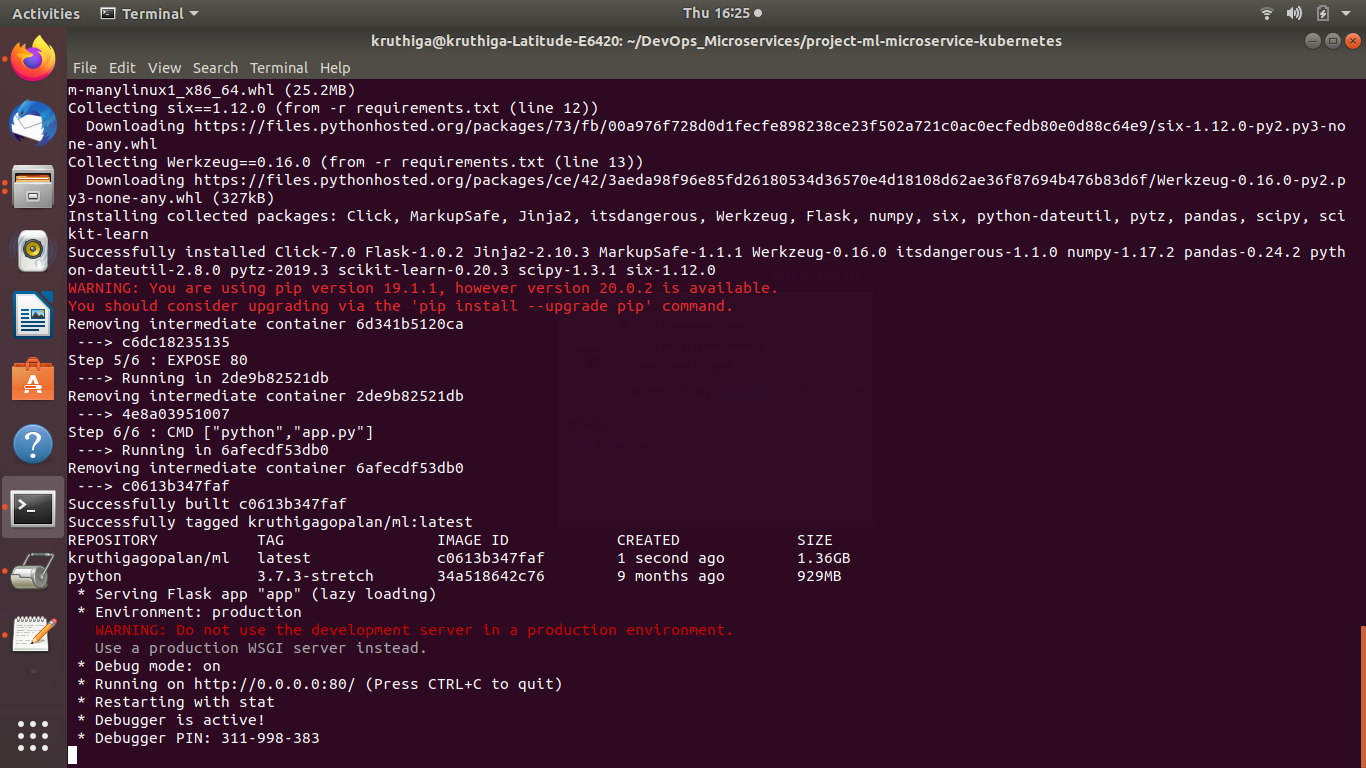 Activities Terminal Thu 16:25
kruthiga@kruthiga-Latitude-E6420: ~/DevOps_Microservices/project-ml-microservice-kubernetes
File Edit View Search Terminal Help
m-manylinux1_x86_64.whl (25.2MB)
Collecting six==1.12.0 (from -r requirements.txt (line 12))
  Downloading https://files.pythonhosted.org/packages/73/fb/00a976f728d0d1fecfe898238ce23f502a721c0ac0ecfedb80e0d88c64e9/six-1.12.0-py2.py3-no
ne-any.whl
Collecting Werkzeug==0.16.0 (from -r requirements.txt (line 13))
  Downloading https://files.pythonhosted.org/packages/ce/42/3aeda98f96e85fd26180534d36570e4d18108d62ae36f87694b476b83d6f/Werkzeug-0.16.0-py2.p
y3-none-any.whl (327kB)
Installing collected packages: Click, MarkupSafe, Jinja2, itsdangerous, Werkzeug, Flask, numpy, six, python-dateutil, pytz, pandas, scipy, sci
kit-learn
Successfully installed Click-7.0 Flask-1.0.2 Jinja2-2.10.3 MarkupSafe-1.1.1 Werkzeug-0.16.0 itsdangerous-1.1.0 numpy-1.17.2 pandas-0.24.2 pyth
on-dateutil-2.8.0 pytz-2019.3 scikit-learn-0.20.3 scipy-1.3.1 six-1.12.0
WARNING: You are using pip version 19.1.1, however version 20.0.2 is available.
You should consider upgrading via the 'pip install --upgrade pip' command.
Removing intermediate container 6d341b5120ca
 ---> c6dc18235135
Step 5/6 : EXPOSE 80
 ---> Running in 2de9b82521db
Removing intermediate container 2de9b82521db
 ---> 4e8a03951007
Step 6/6 : CMD ["python","app.py"]
 ---> Running in 6afecdf53db0
Removing intermediate container 6afecdf53db0
 ---> c0613b347faf
Successfully built c0613b347faf
Successfully tagged kruthigagopalan/ml:latest
REPOSITORY TAG IMAGE ID CREATED SIZE
kruthigagopalan/ml latest c0613b347faf 1 second ago 1.36GB
python 3.7.3-stretch 34a518642c76 9 months ago 929MB
 * Serving Flask app "app" (lazy loading)
 * Environment: production
   WARNING: Do not use the development server in a production environment.
   Use a production WSGI server instead.
 * Debug mode: on
 * Running on http://0.0.0.0:80/ (Press CTRL+C to quit)
 * Restarting with stat
 * Debugger is active!
 * Debugger PIN: 311-998-383